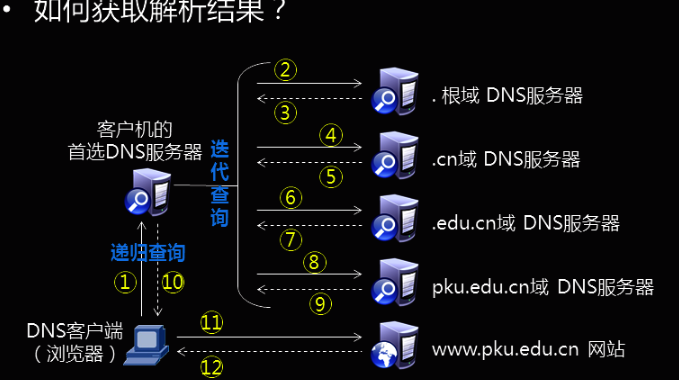 • 如何获取解析结果？
②
③
. 根域 DNS服务器
客户机的
首选DNS服务器
迭代查询
④
⑤
.cn域 DNS服务器
⑥
⑦
.edu.cn域 DNS服务器
递归查询
①
⑩
⑧
⑨
pku.edu.cn域 DNS服务器
DNS客户端
（浏览器）
⑪
⑫
www.pku.edu.cn 网站